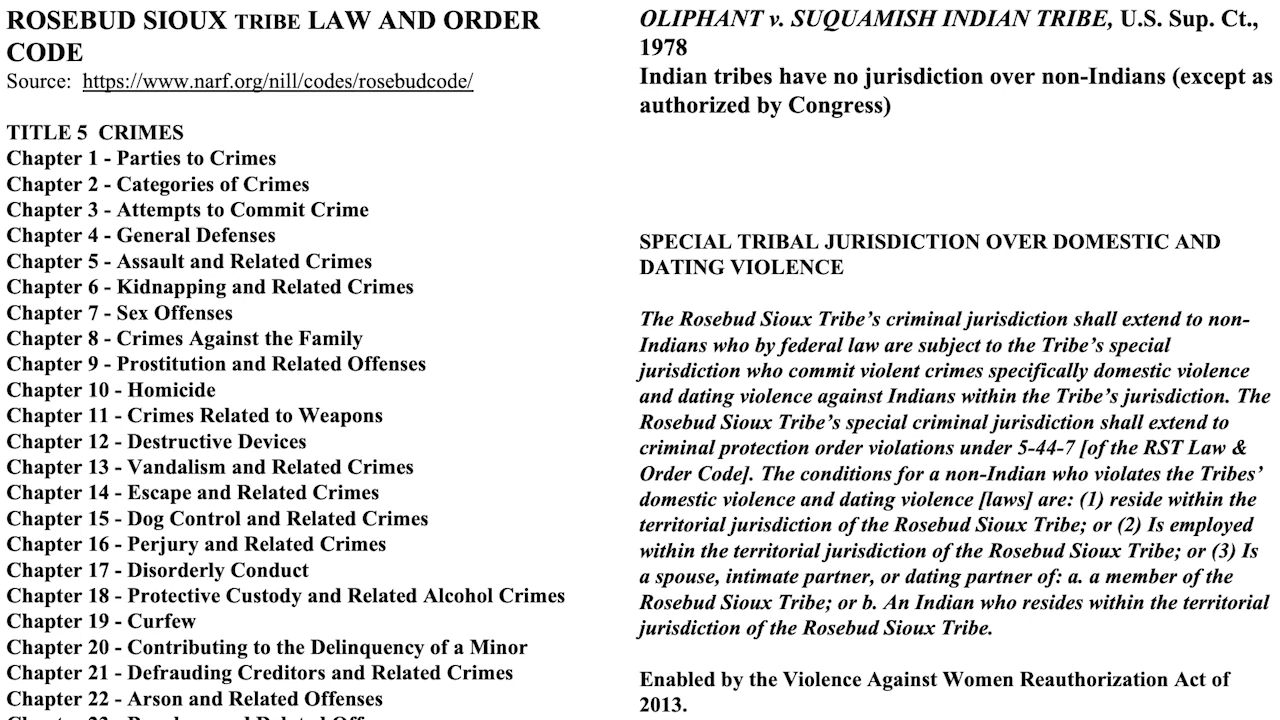 ROSEBUD SIOUX TRIBE LAW AND ORDER
CODE
Source: https://www.narf.org/nill/codes/rosebudcode/
TITLE 5 CRIMES
Chapter 1 - Parties to Crimes
Chapter 2 - Categories of Crimes
Chapter 3 - Attempts to Commit Crime
Chapter 4 - General Defenses
Chapter 5 - Assault and Related Crimes
Chapter 6 - Kidnapping and Related Crimes
Chapter 7 - Sex Offenses
Chapter 8 - Crimes Against the Family
Chapter 9 - Prostitution and Related Offenses
Chapter 10 - Homicide
Chapter 11 - Crimes Related to Weapons
Chapter 12 - Destructive Devices
Chapter 13 - Vandalism and Related Crimes
Chapter 14 - Escape and Related Crimes
Chapter 15 - Dog Control and Related Crimes
Chapter 16 - Perjury and Related Crimes
Chapter 17 - Disorderly Conduct
Chapter 18 - Protective Custody and Related Alcohol Crimes
Chapter 19 - Curfew
Chapter 20 - Contributing to the Delinquency of a Minor
Chapter 21 - Defrauding Creditors and Related Crimes
Chapter 22 - Arson and Related Offenses
OLIPHANT v. SUQUAMISH INDIAN TRIBE, U.S. Sup. Ct.,
1978
Indian tribes have no jurisdiction over non-Indians (except as
authorized by Congress)
SPECIAL TRIBAL JURISDICTION OVER DOMESTIC AND
DATING VIOLENCE
The Rosebud Sioux Tribe's criminal jurisdiction shall extend to non-
Indians who by federal law are subject to the Tribe's special
jurisdiction who commit violent crimes specifically domestic violence
and dating violence against Indians within the Tribe's jurisdiction. The
Rosebud Sioux Tribe's special criminal jurisdiction shall extend to
criminal protection order violations under 5-44-7 [of the RST Law &
Order Code]. The conditions for a non-Indian who violates the Tribes'
domestic violence and dating violence [laws] are: (1) reside within the
territorial jurisdiction of the Rosebud Sioux Tribe; or (2) Is employed
within the territorial jurisdiction of the Rosebud Sioux Tribe; or (3) Is
a spouse, intimate partner, or dating partner of: a. a member of the
Rosebud Sioux Tribe; or b. An Indian who resides within the territorial
jurisdiction of the Rosebud Sioux Tribe.
Enabled by the Violence Against Women Reauthorization Act of
2013.